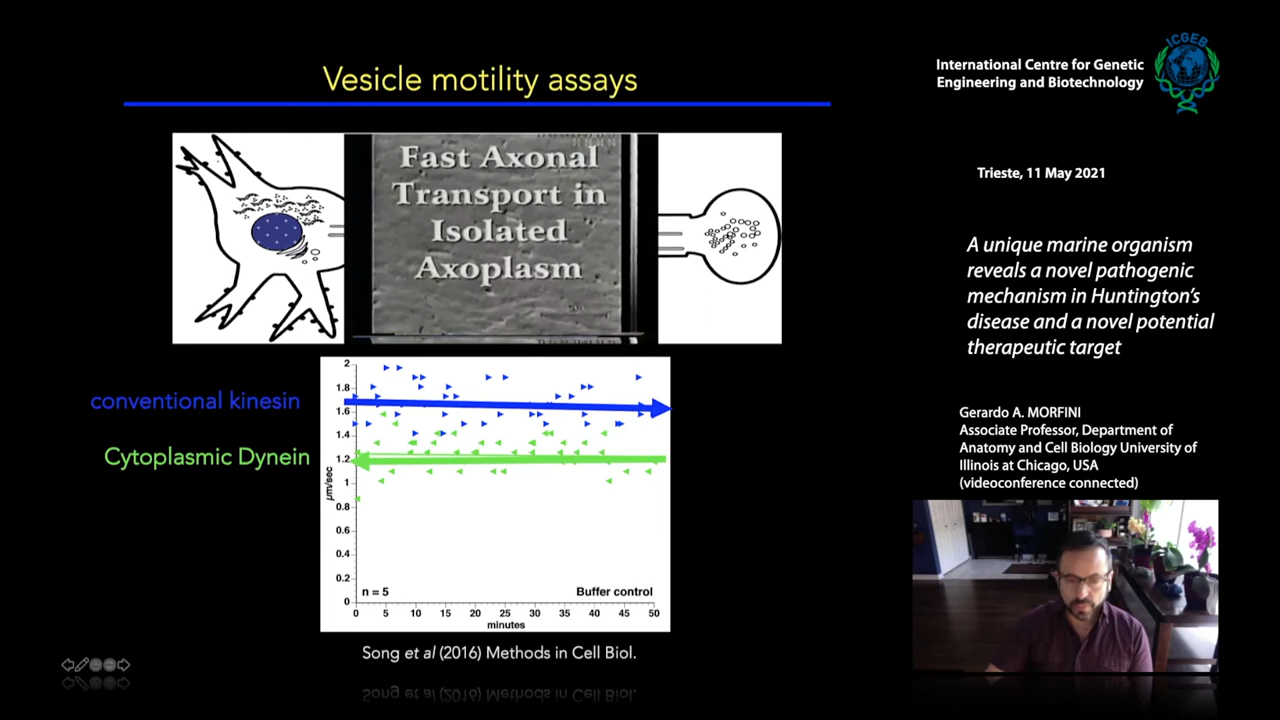 Vesicle motility assays
Fast Axonal
Transport in
Isolated
Axoplasm
conventional kinesin
Cytoplasmic Dynein
μm/sec
2
1.8
1.6
1.4
1.2
1
0.8
0.6
0.4
0.2
0
n = 5
Buffer control
0 5 10 15 20 25 30 35 40 45 50
minutes
Song et al (2016) Methods in Cell Biol.
International Centre for Genetic
Engineering and Biotechnology
ICGEB
Trieste, 11 May 2021
A unique marine organism
reveals a novel pathogenic
mechanism in Huntington's
disease and a novel potential
therapeutic target
Gerardo A. MORFINI
Associate Professor, Department of
Anatomy and Cell Biology University of
Illinois at Chicago, USA
(videoconference connected)